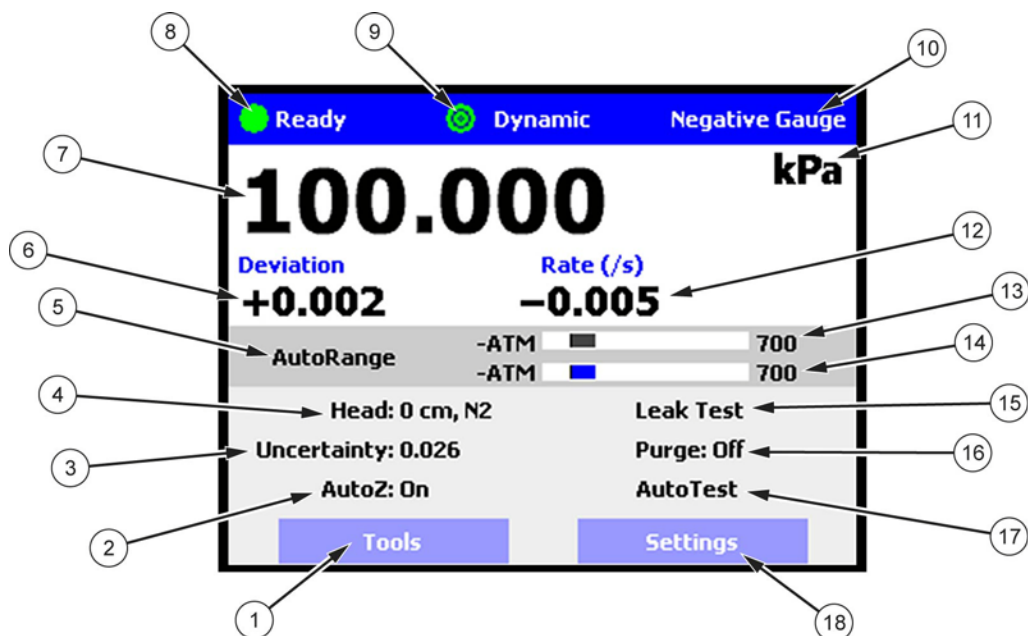 8
9
10
Ready
Dynamic
Negative Gauge
11
kPa
7
100.000
12
6
Deviation
Rate (/s)
+0.002
−0.005
13
5
AutoRange
-ATM
700
14
-ATM
700
4
Head: 0 cm, N2
Leak Test
15
3
Uncertainty: 0.026
Purge: Off
16
2
AutoZ: On
AutoTest
17
Tools
Settings
1
18